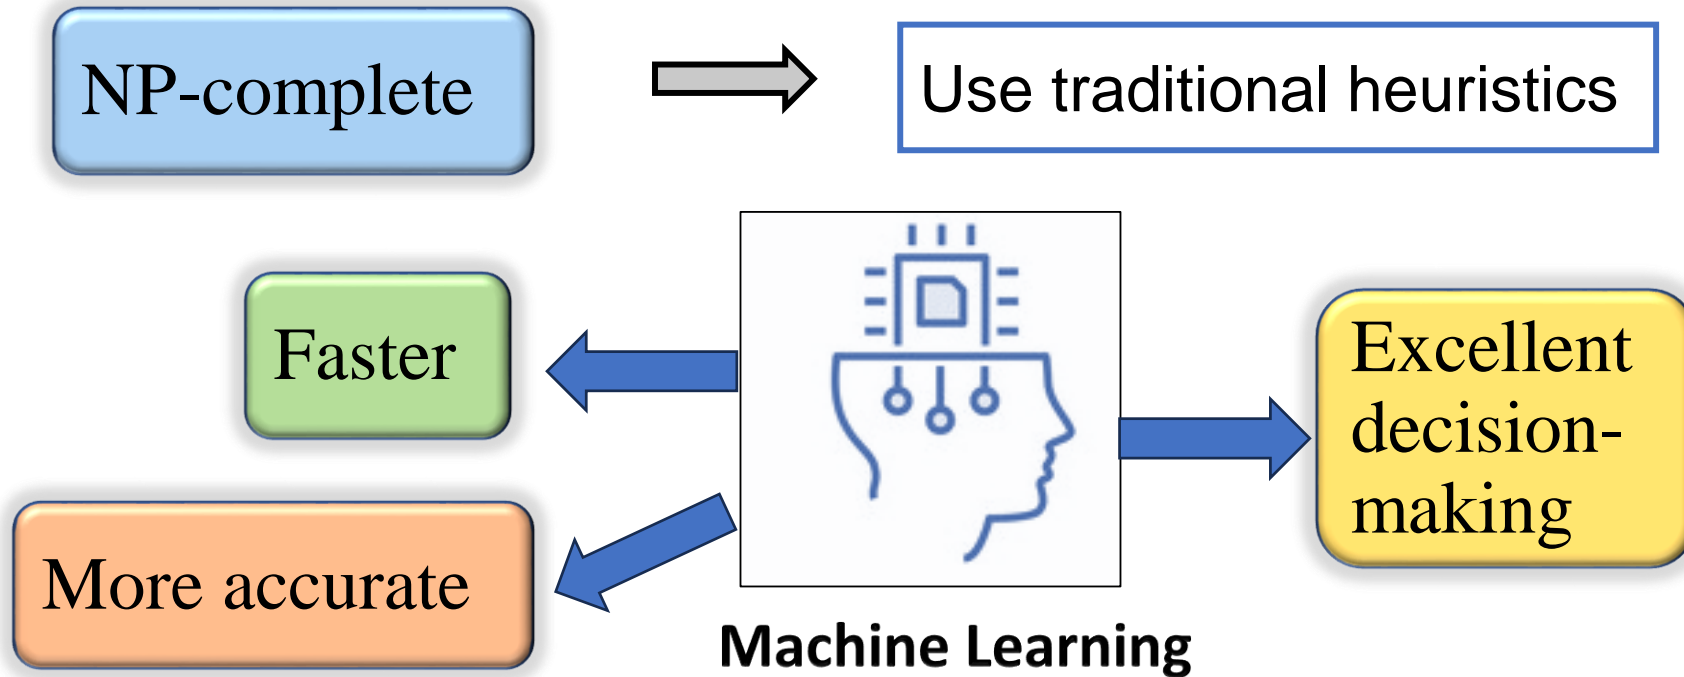 NP-complete
Use traditional heuristics
Faster
Excellent
decision-
making
More accurate
Machine Learning